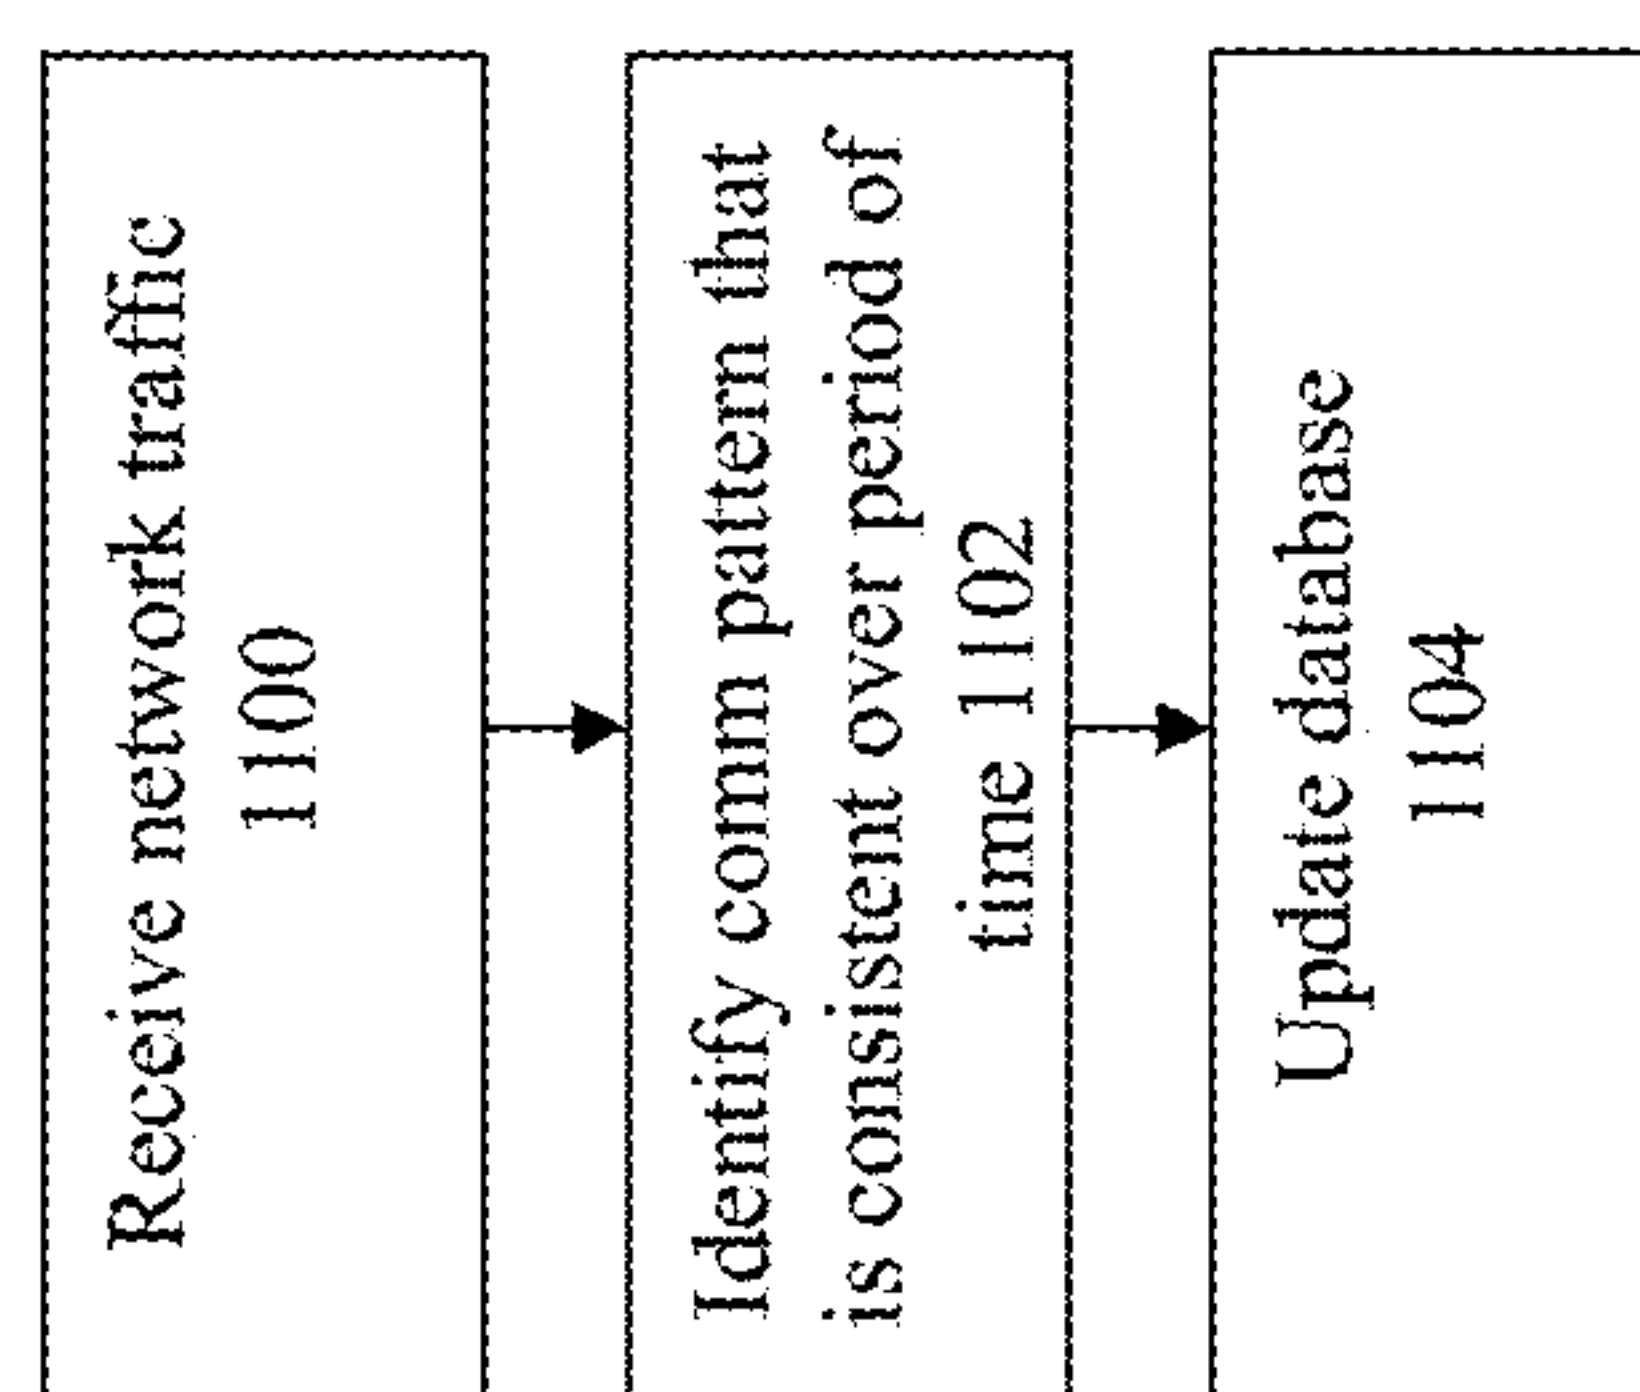 Receive network traffic
1100
Identify comm pattern that
is consistent over period of
time 1102
Update database
1104